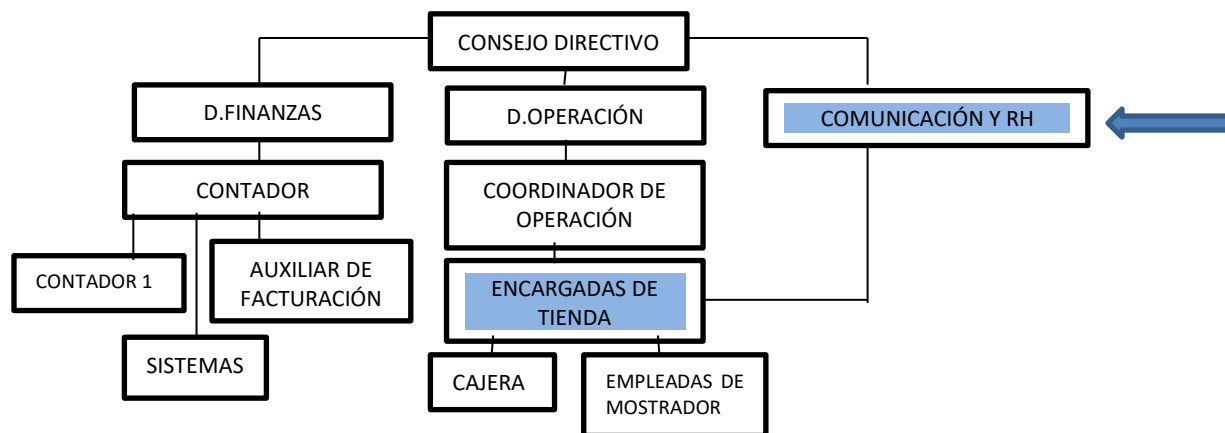 CONSEJO DIRECTIVO
D.FINANZAS
D.OPERACIÓN
COMUNICACIÓN Y RH
CONTADOR
COORDINADOR DE
OPERACIÓN
CONTADOR 1
AUXILIAR DE
FACTURACIÓN
ENCARGADAS DE
TIENDA
SISTEMAS
CAJERA
EMPLEADAS DE
MOSTRADOR